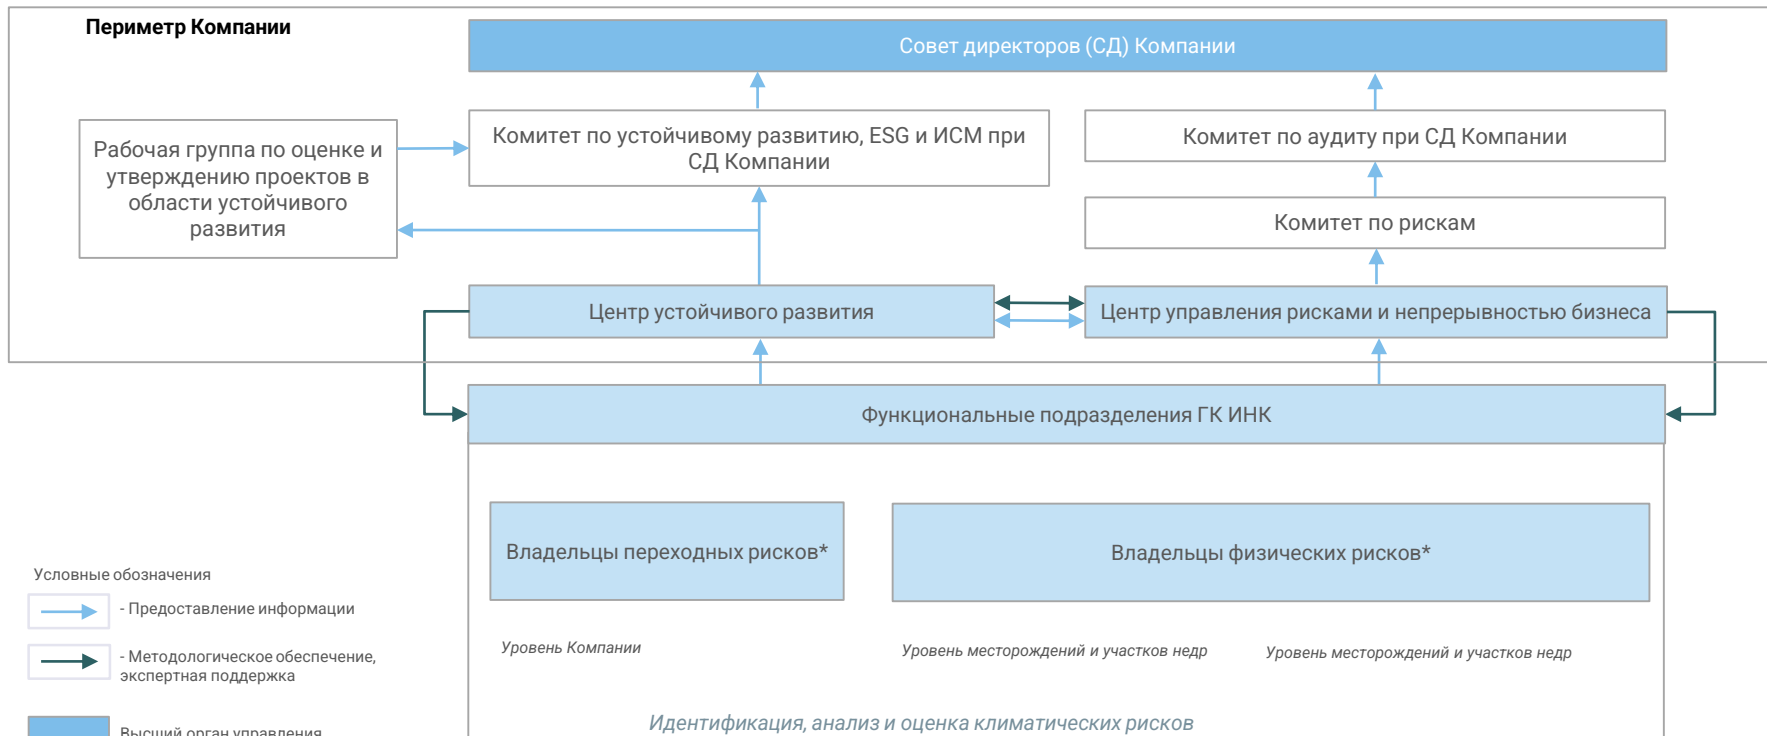 Периметр Компании
Совет директоров (СД) Компании
Рабочая группа по оценке и
утверждению проектов в
области устойчивого
развития
Комитет по устойчивому развитию, ESG и ИСМ при
СД Компании
Комитет по аудиту при СД Компании
Комитет по рискам
Центр устойчивого развития
Центр управления рисками и непрерывностью бизнеса
Функциональные подразделения ГК ИНК
Владельцы переходных рисков*
Владельцы физических рисков*
Уровень Компании
Уровень месторождений и участков недр
Уровень месторождений и участков недр
Идентификация, анализ и оценка климатических рисков
Условные обозначения
- Предоставление информации
- Методологическое обеспечение,
экспертная поддержка
Высший орган управления